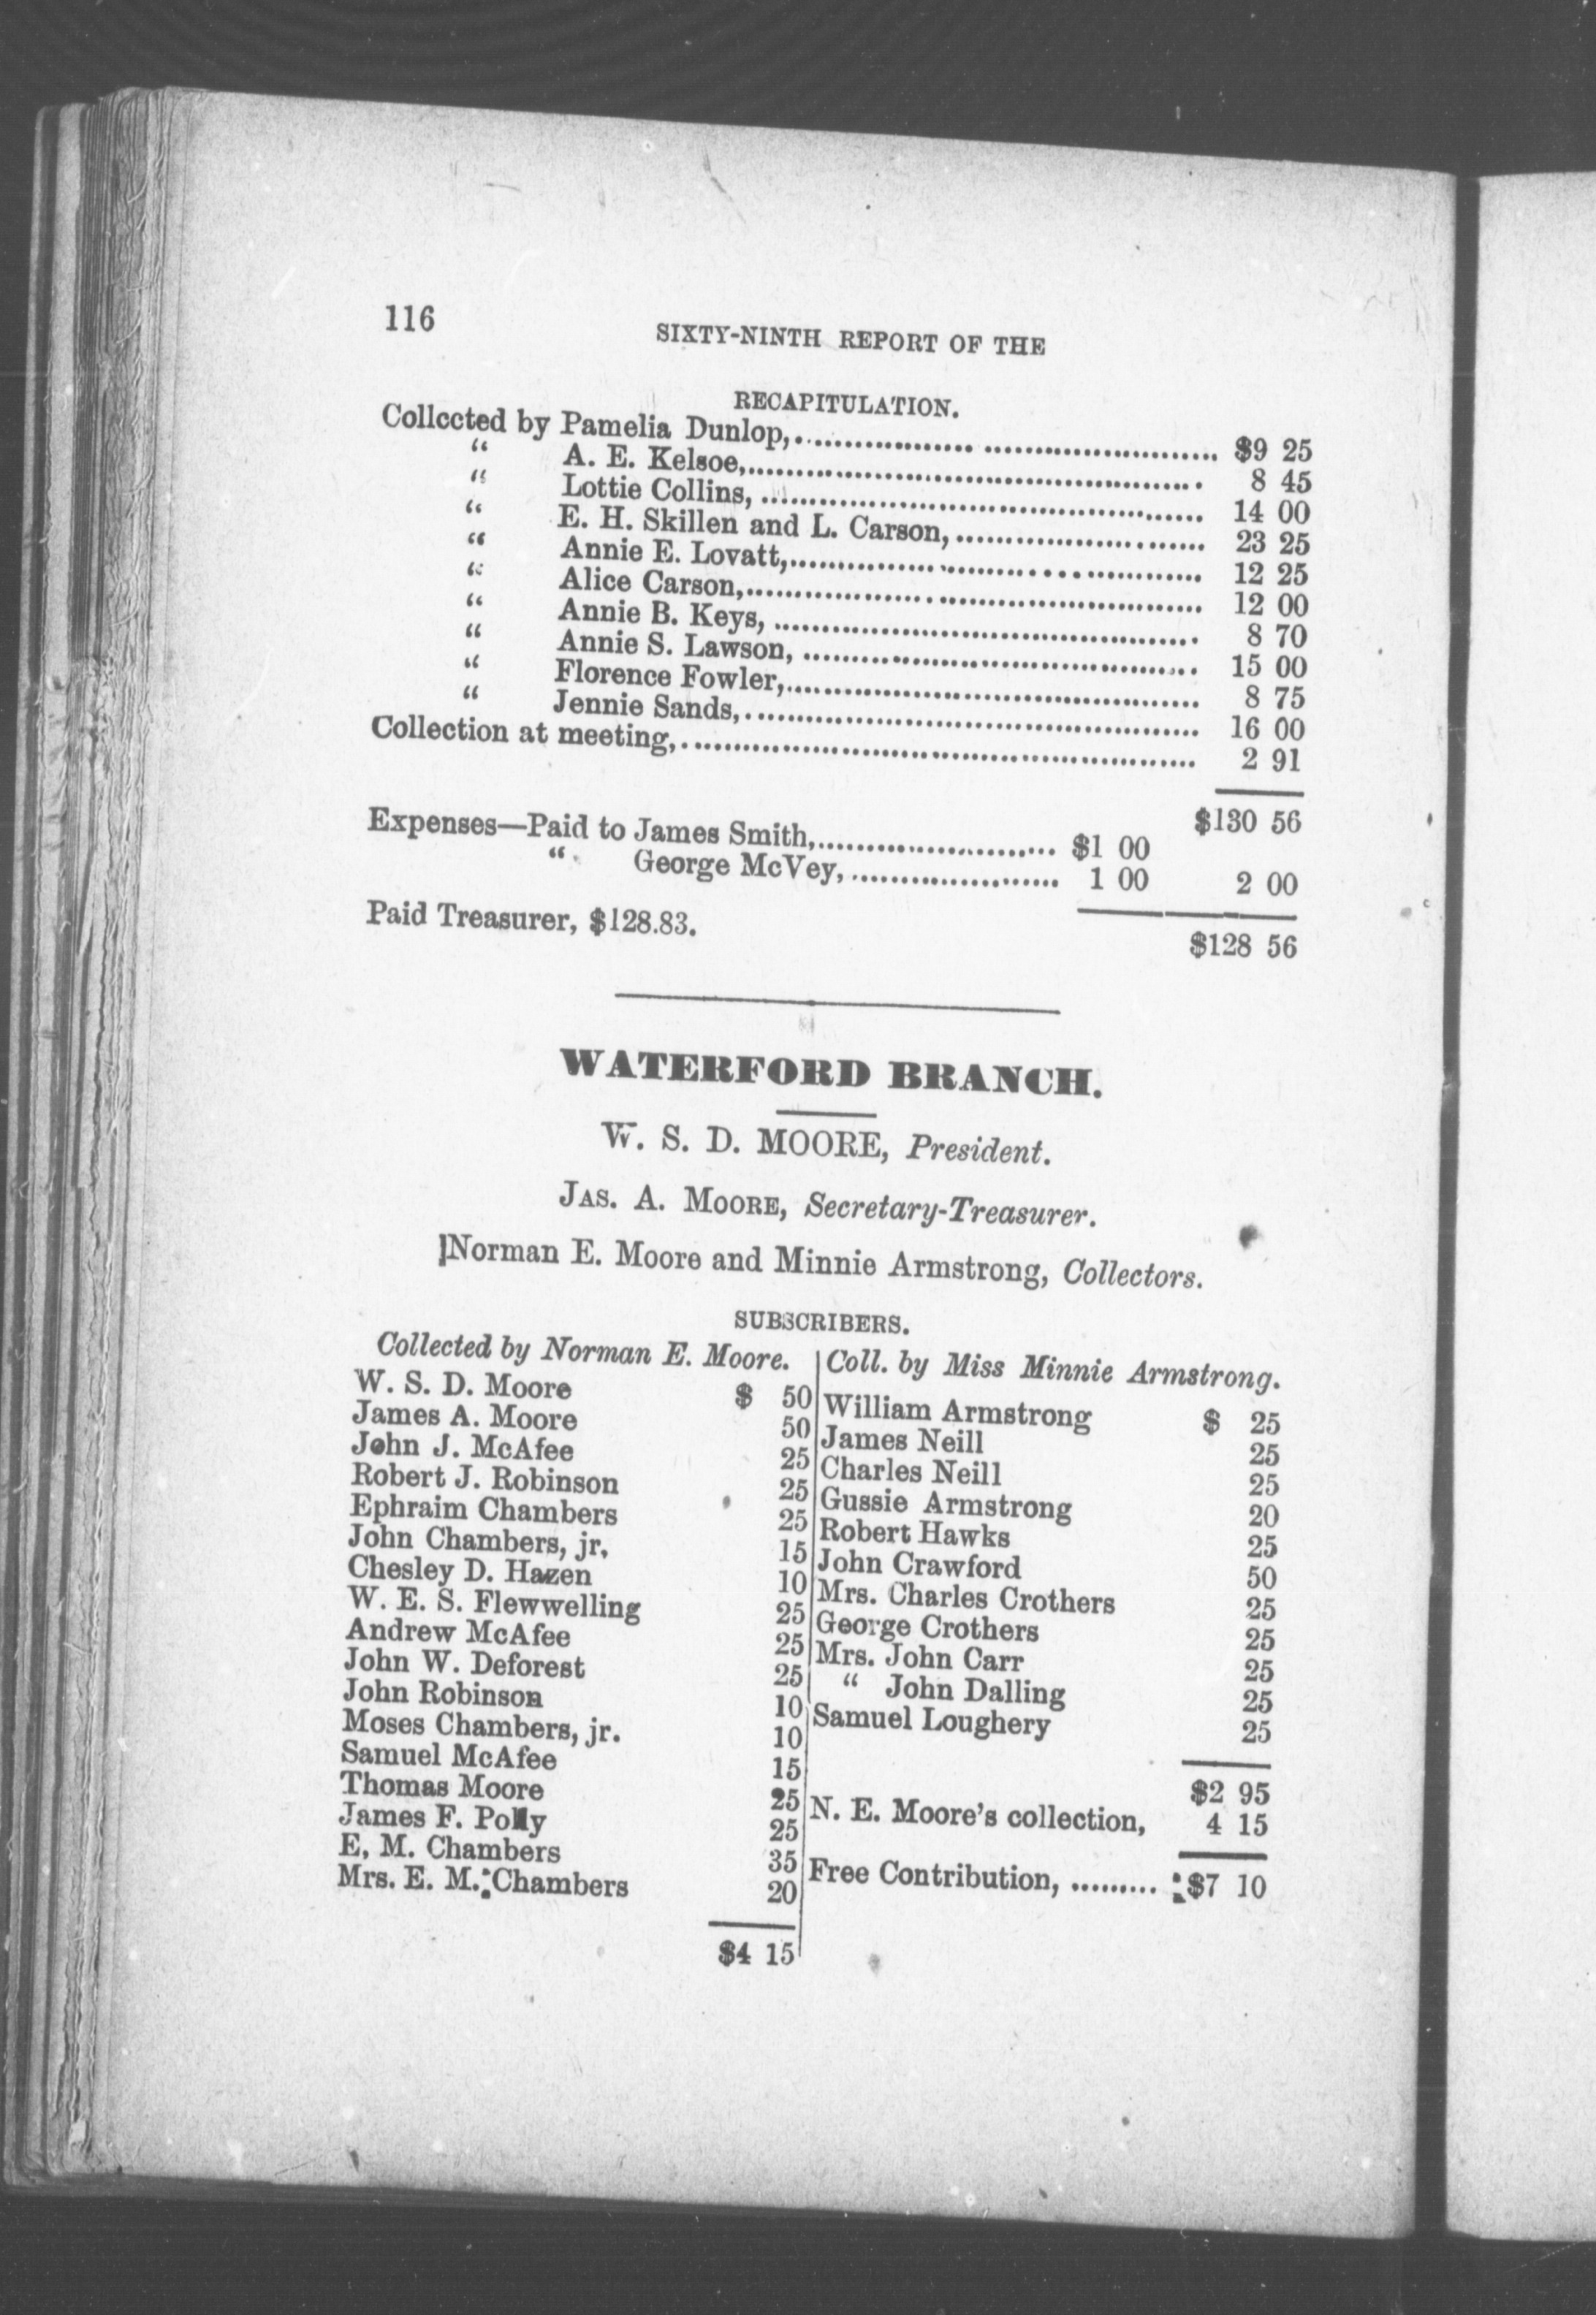 116
SIXTY-NINTH REPORT OF THE
RECAPITULATION.
Collected by Pamelia Dunlop,........................................ $9 25
“ A. E. Kelsoe,........................................ 8 45
“ Lottie Collins, ........................................ 14 00
“ E. H. Skillen and L. Carson,........................ 23 25
“ Annie E. Lovatt,........................................ 12 25
“ Alice Carson,........................................ 12 00
“ Annie B. Keys, ........................................ 8 70
“ Annie S. Lawson, ........................................ 15 00
“ Florence Fowler,........................................ 8 75
“ Jennie Sands,........................................ 16 00
Collection at meeting,........................................ 2 91
$130 56
Expenses—Paid to James Smith,........................ $1 00
“ George McVey,..................... 1 00 2 00
Paid Treasurer, $128.83.
$128 56
WATERFORD BRANCH.
W. S. D. MOORE, President.
JAS. A. MOORE, Secretary-Treasurer.
Norman E. Moore and Minnie Armstrong, Collectors.
SUBSCRIBERS.
Collected by Norman E. Moore.
W. S. D. Moore $ 50
James A. Moore 50
John J. McAfee 25
Robert J. Robinson 25
Ephraim Chambers 25
John Chambers, jr, 15
Chesley D. Hazen 10
W. E. S. Flewwelling 25
Andrew McAfee 25
John W. Deforest 25
John Robinson 10
Moses Chambers, jr. 10
Samuel McAfee 15
Thomas Moore 25
James F. Polly 25
E, M. Chambers 35
Mrs. E. M. Chambers 20
$4 15
Coll. by Miss Minnie Armstrong.
William Armstrong $ 25
James Neill 25
Charles Neill 25
Gussie Armstrong 20
Robert Hawks 25
John Crawford 50
Mrs. Charles Crothers 25
George Crothers 25
Mrs. John Carr 25
“ John Dalling 25
Samuel Loughery 25
$2 95
N. E. Moore’s collection, 4 15
Free Contribution, ......... $7 10